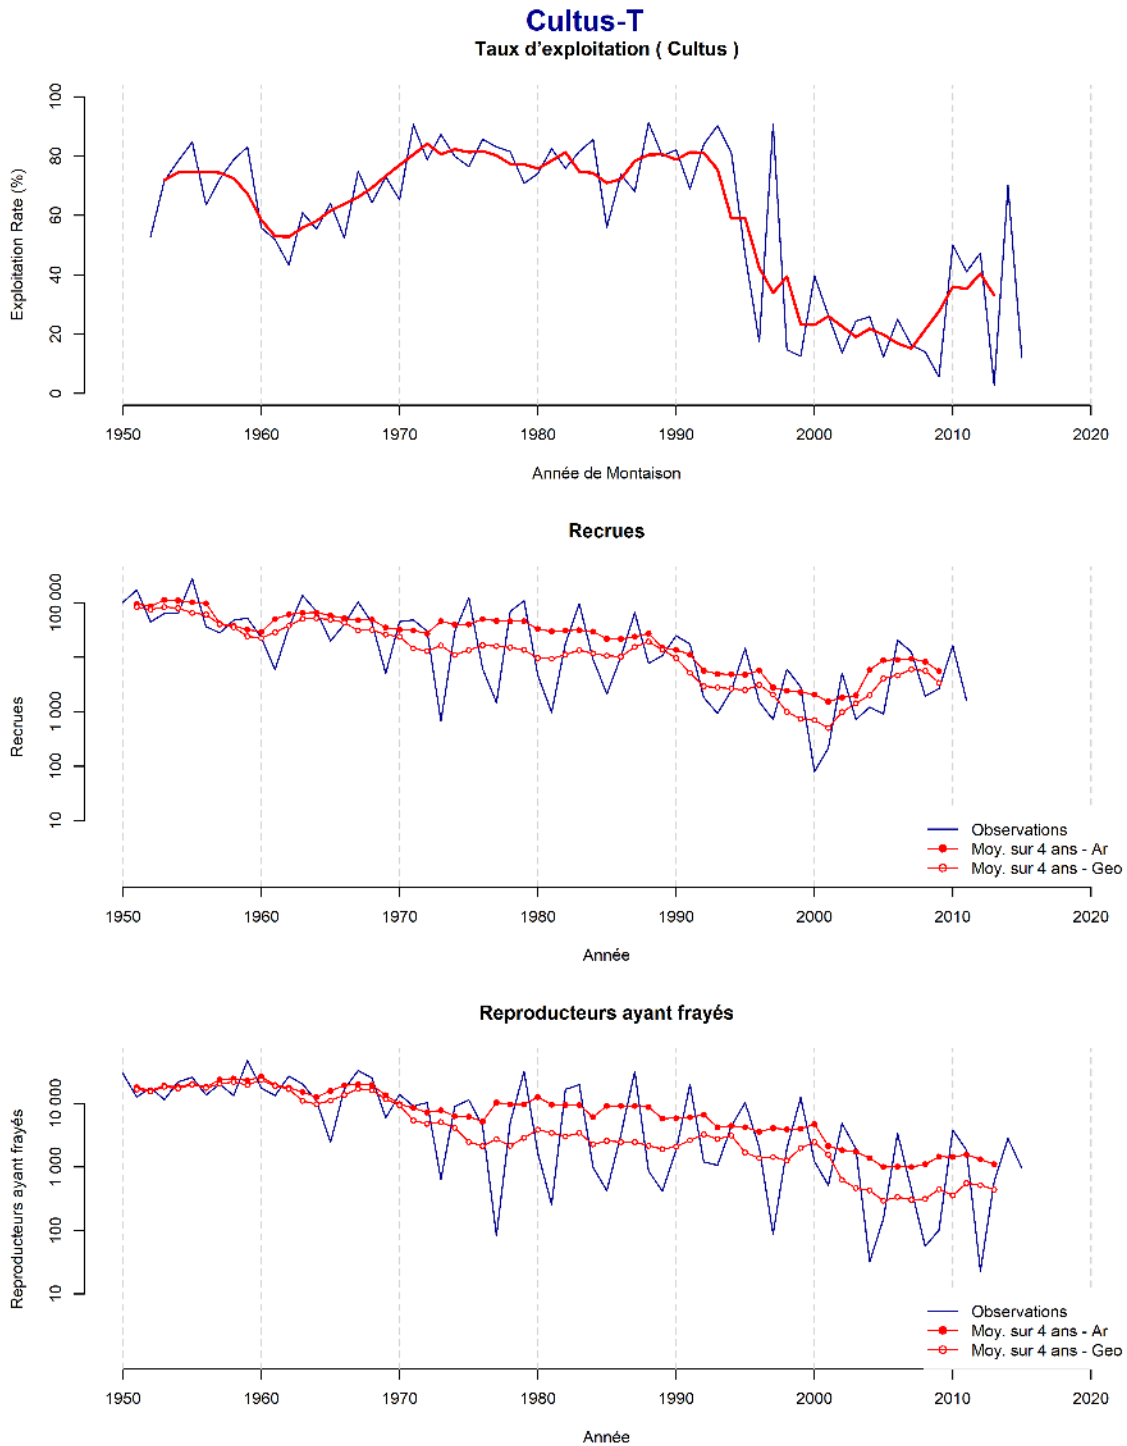 Cultus-T
Taux d'exploitation ( Cultus )
Exploitation Rate (%)
100
80
60
40
20
0
1950 1960 1970 1980 1990 2000 2010 2020
Année de Montaison
Recrues
Recrues
100 000
1 000
100
10
Observations
Moy. sur 4 ans - Ar
Moy. sur 4 ans - Geo
1950 1960 1970 1980 1990 2000 2010 2020
Année
Reproducteurs ayant frayés
Reproducteurs ayant frayés
10 000
1 000
100
10
Observations
Moy. sur 4 ans - Ar
Moy. sur 4 ans - Geo
1950 1960 1970 1980 1990 2000 2010 2020
Année